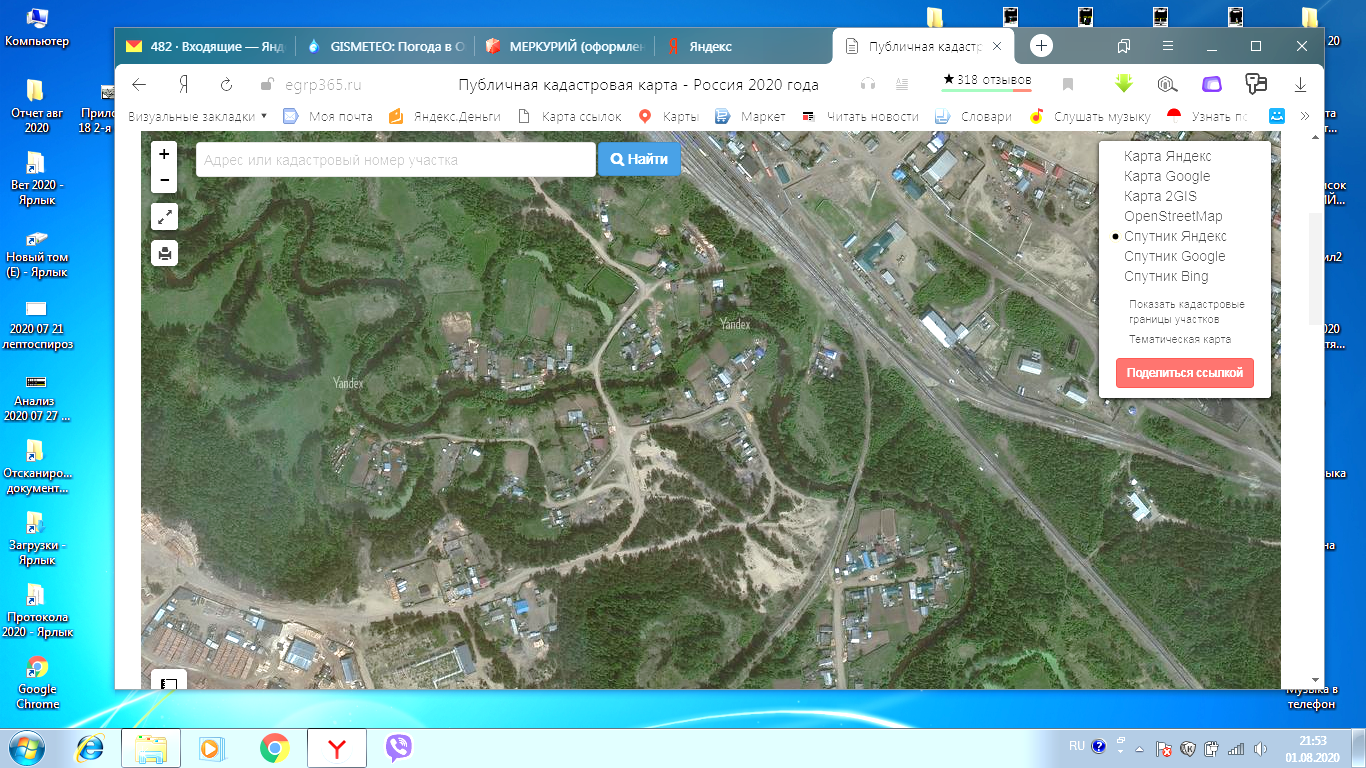 Компьютер
Отчет авг
2020
18 2-я
Вет 2020 -
Ярлык
Новый том
(E) - Ярлык
2020 07 21
лептоспироз
Анализ
2020 07 27 ...
Отсканиро...
документ...
Загрузки -
Ярлык
Протокола
2020 - Ярлык
Google
Chrome
482 · Входящие — Янд
GISMETEO: Погода в О
МЕРКУРИЙ (оформлен
Яндекс
Публичная кадастр
20
Я
egrp365.ru
Публичная кадастровая карта - Россия 2020 года
★318 отзывов
Визуальные закладки
Моя почта
Яндекс.Деньги
Карта ссылок
Карты
Маркет
Читать новости
Словари
Слушать музыку
Узнать пс
»
+
−
Адрес или кадастровый номер участка
Найти
Карта Яндекс
Карта Google
Карта 2GIS
OpenStreetMap
Спутник Яндекс
Спутник Google
Спутник Bing
Показать кадастровые
границы участков
Тематическая карта
Поделиться ссылкой
Yandex
Yandex
Музыка в
телефон
RU
21:53
01.08.2020